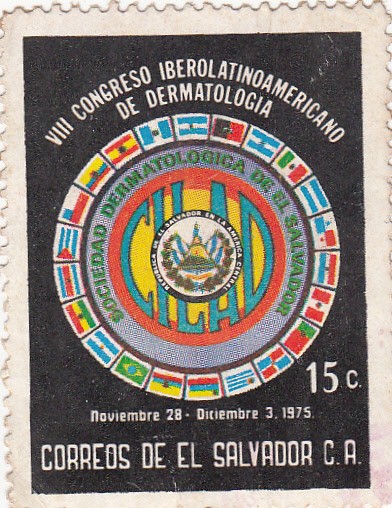 VIII CONGRESO IBEROLATINOAMERICANO
DE DERMATOLOGIA
SOCIEDAD DERMATOLOGICA DE EL SALVADOR
REPUBLICA DE EL SALVADOR EN LA AMERICA CENTRAL
CILAD
15 c.
Noviembre 28 - Diciembre 3, 1975.
CORREOS DE EL SALVADOR C.A.